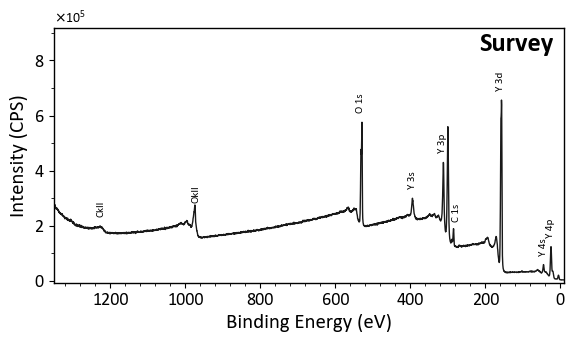 ×10⁵
Survey
Intensity (CPS)
8
6
4
2
0
OKll
OKll
O 1s
Y 3s
Y 3p
C 1s
Y 3d
Y 4s
Y 4p
1200
1000
800
600
400
200
0
Binding Energy (eV)